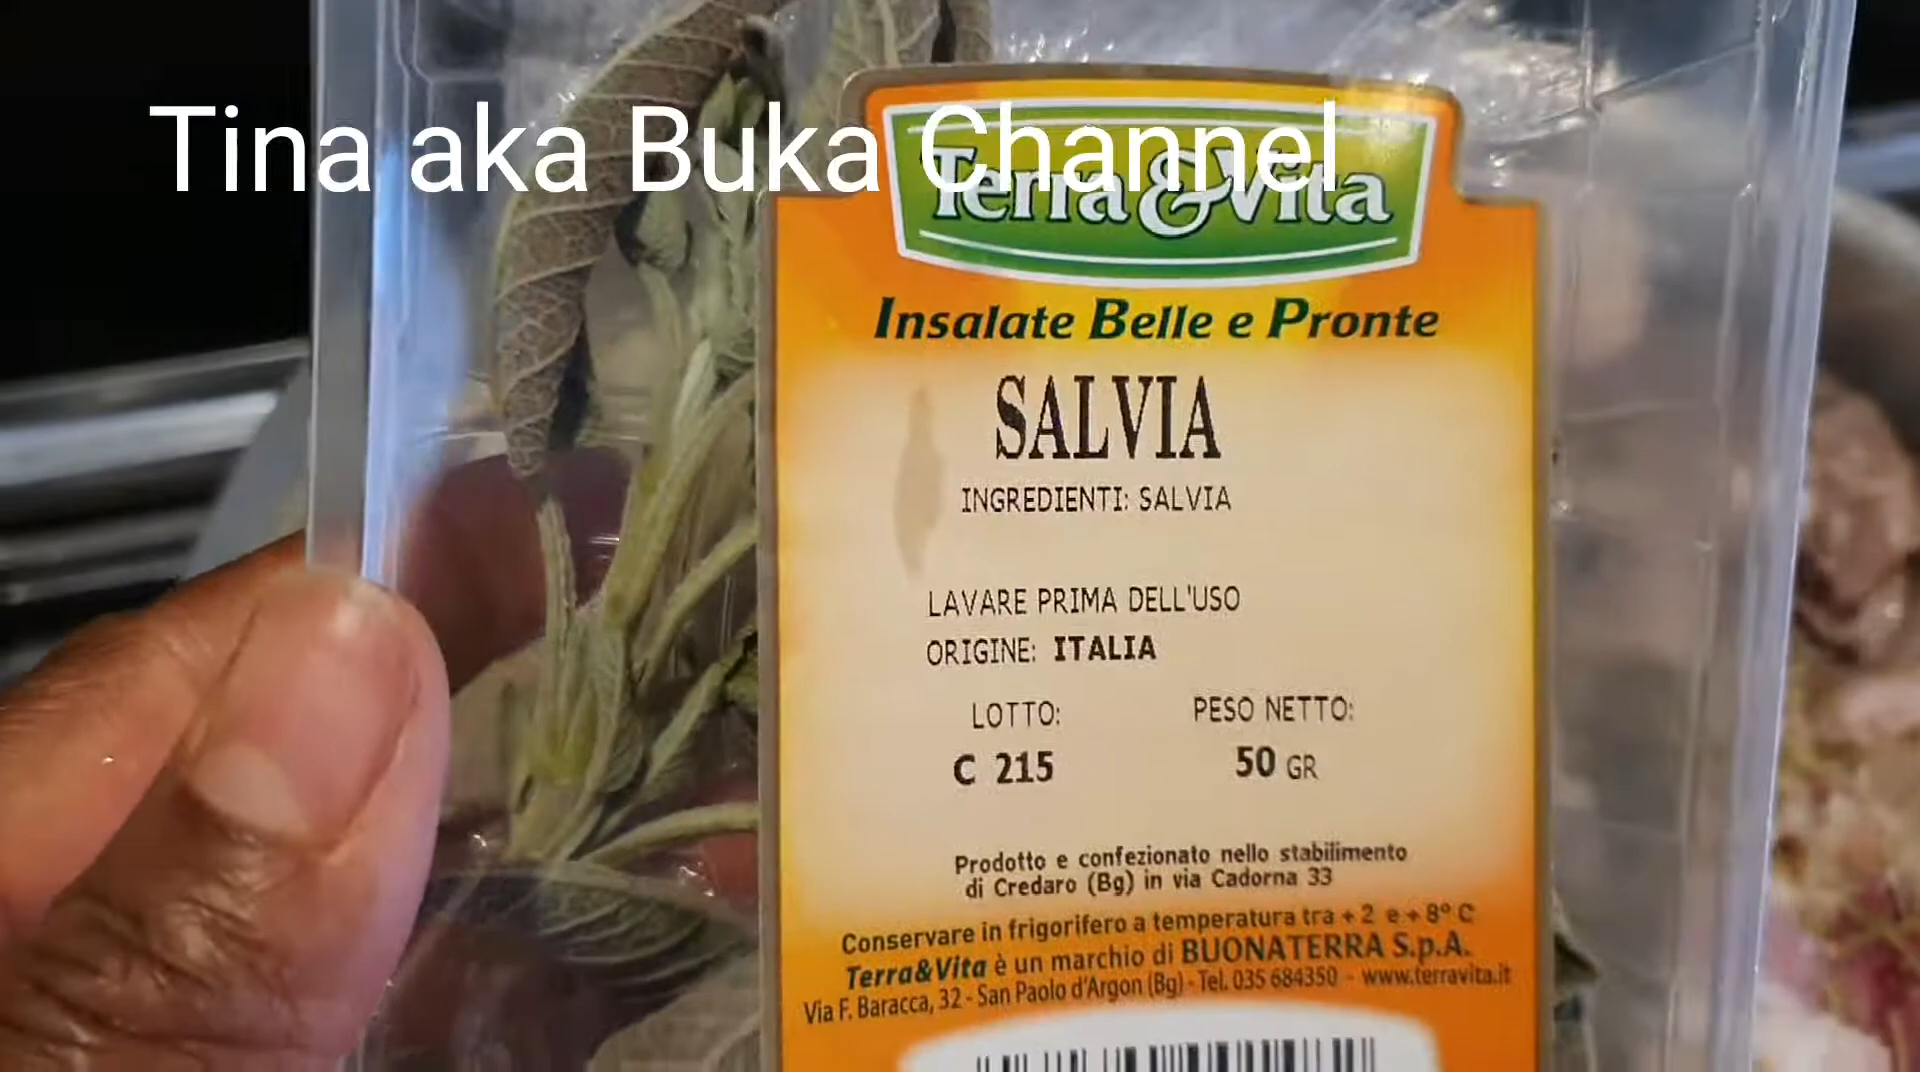 Tina aka Buka Channel
Terra&Vita
Insalate Belle e Pronte
SALVIA
INGREDIENTI: SALVIA
LAVARE PRIMA DELL'USO
ORIGINE: ITALIA
LOTTO: PESO NETTO:
C 215 50 GR
Prodotto e confezionato nello stabilimento
di Credaro (Bg) in via Cadorna 33
Conservare in frigorifero a temperatura tra +2 e +8° C
Terra&Vita è un marchio di BUONATERRA S.p.A.
Via F. Baracca, 32 - San Paolo d'Argon (Bg) - Tel. 035 684350 - www.terravita.it